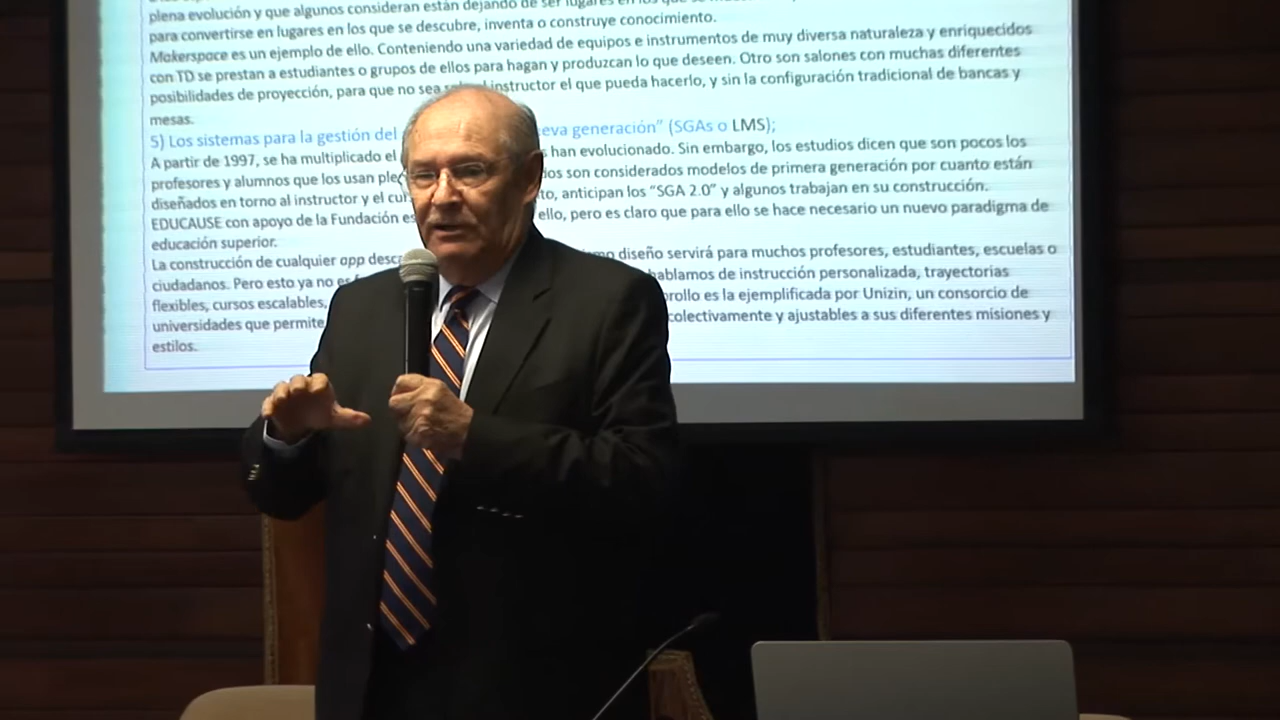 plena evolución y que algunos consideran están dejando de ser lugares en los que se
para convertirse en lugares en los que se descubre, inventa o construye conocimiento.
Makerspace es un ejemplo de ello. Conteniendo una variedad de equipos e instrumentos de muy diversa naturaleza y enriquecidos
con TD se prestan a estudiantes o grupos de ellos para hagan y produzcan lo que deseen. Otro son salones con muchas diferentes
posibilidades de proyección, para que no sea instructor el que pueda hacerlo, y sin la configuración tradicional de bancas y
mesas.
5) Los sistemas para la gestión del eva generación” (SGAs o LMS);
A partir de 1997, se ha multiplicado el s han evolucionado. Sin embargo, los estudios dicen que son pocos los
profesores y alumnos que los usan ios son considerados modelos de primera generación por cuanto están
diseñados en torno al instructor y el to, anticipan los “SGA 2.0” y algunos trabajan en su construcción.
EDUCAUSE con apoyo de la Fundación ello, pero es claro que para ello se hace necesario un nuevo paradigma de
educación superior.
La construcción de cualquier app diseño servirá para muchos profesores, estudiantes, escuelas o
ciudadanos. Pero esto ya no hablamos de instrucción personalizada, trayectorias
flexibles, cursos escalables, rollo es la ejemplificada por Unizin, un consorcio de
universidades que permite colectivamente y ajustables a sus diferentes misiones y
estilos.